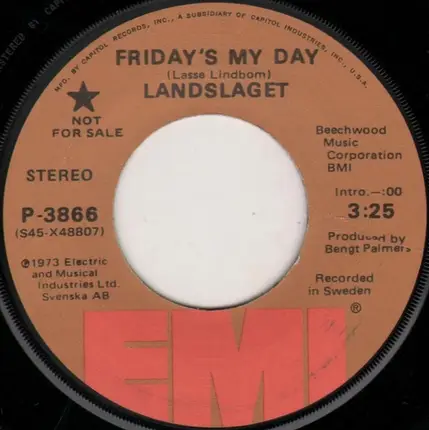 MFG. BY CAPITOL RECORDS, INC., A SUBSIDIARY OF CAPITOL INDUSTRIES, INC., U.S.A.
FRIDAY'S MY DAY
(Lasse Lindbom)
LANDSLAGET
NOT
FOR SALE
STEREO
P-3866
(S45-X48807)
℗1973 Electric
and Musical
Industries Ltd.
Svenska AB
Beechwood
Music
Corporation
BMI
Intro.–:00
3:25
Produced by
Bengt Palmers
Recorded
in Sweden
EMI®